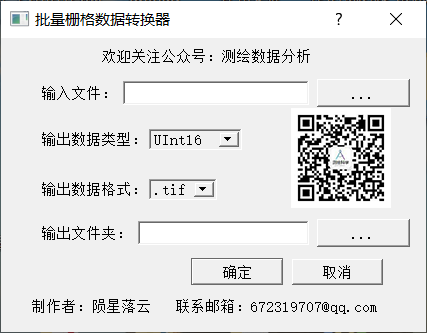 批量栅格数据转换器
欢迎关注公众号：测绘数据分析
输入文件： ...
输出数据类型： UInt16
输出数据格式： .tif
输出文件夹： ...
确定 取消
制作者：陨星落云 联系邮箱：672319707@qq.com